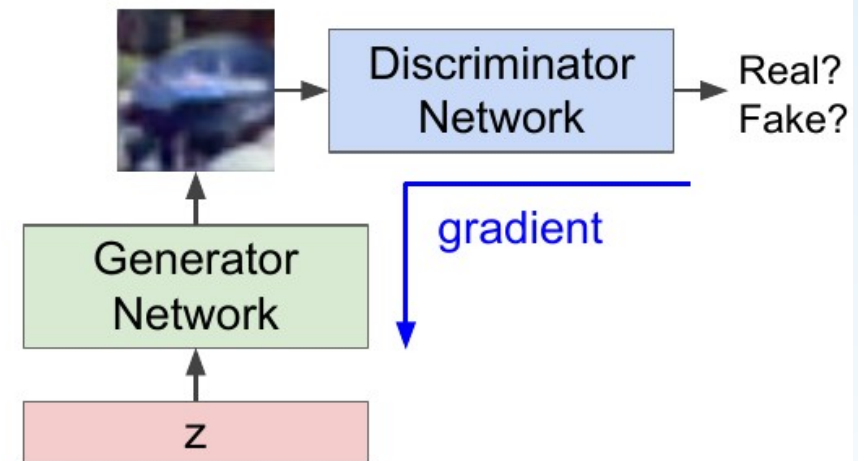 Discriminator
Network
Real?
Fake?
gradient
Generator
Network
z